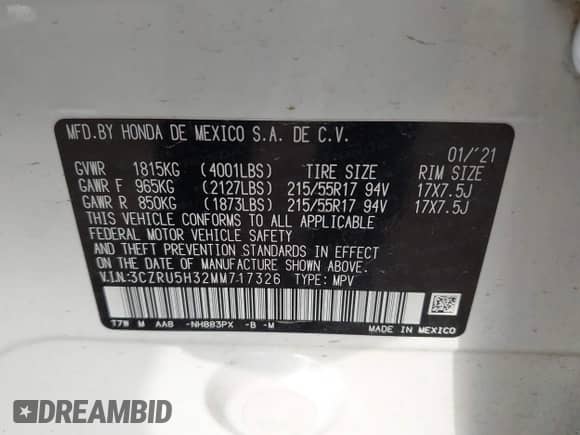 MFD.BY HONDA DE MEXICO S.A. DE C.V.
01/'21
GVWR 1815KG (4001LBS) TIRE SIZE RIM SIZE
GAWR F 965KG (2127LBS) 215/55R17 94V 17X7.5J
GAWR R 850KG (1873LBS) 215/55R17 94V 17X7.5J
THIS VEHICLE CONFORMS TO ALL APPLICABLE
FEDERAL MOTOR VEHICLE SAFETY
AND THEFT PREVENTION STANDARDS IN EFFECT
ON THE DATE OF MANUFACTURE SHOWN ABOVE.
V.I.N:3CZRU5H32MM717326 TYPE: MPV
M AAB -NH883PX -B -M
MADE IN MEXICO
DREAMBID